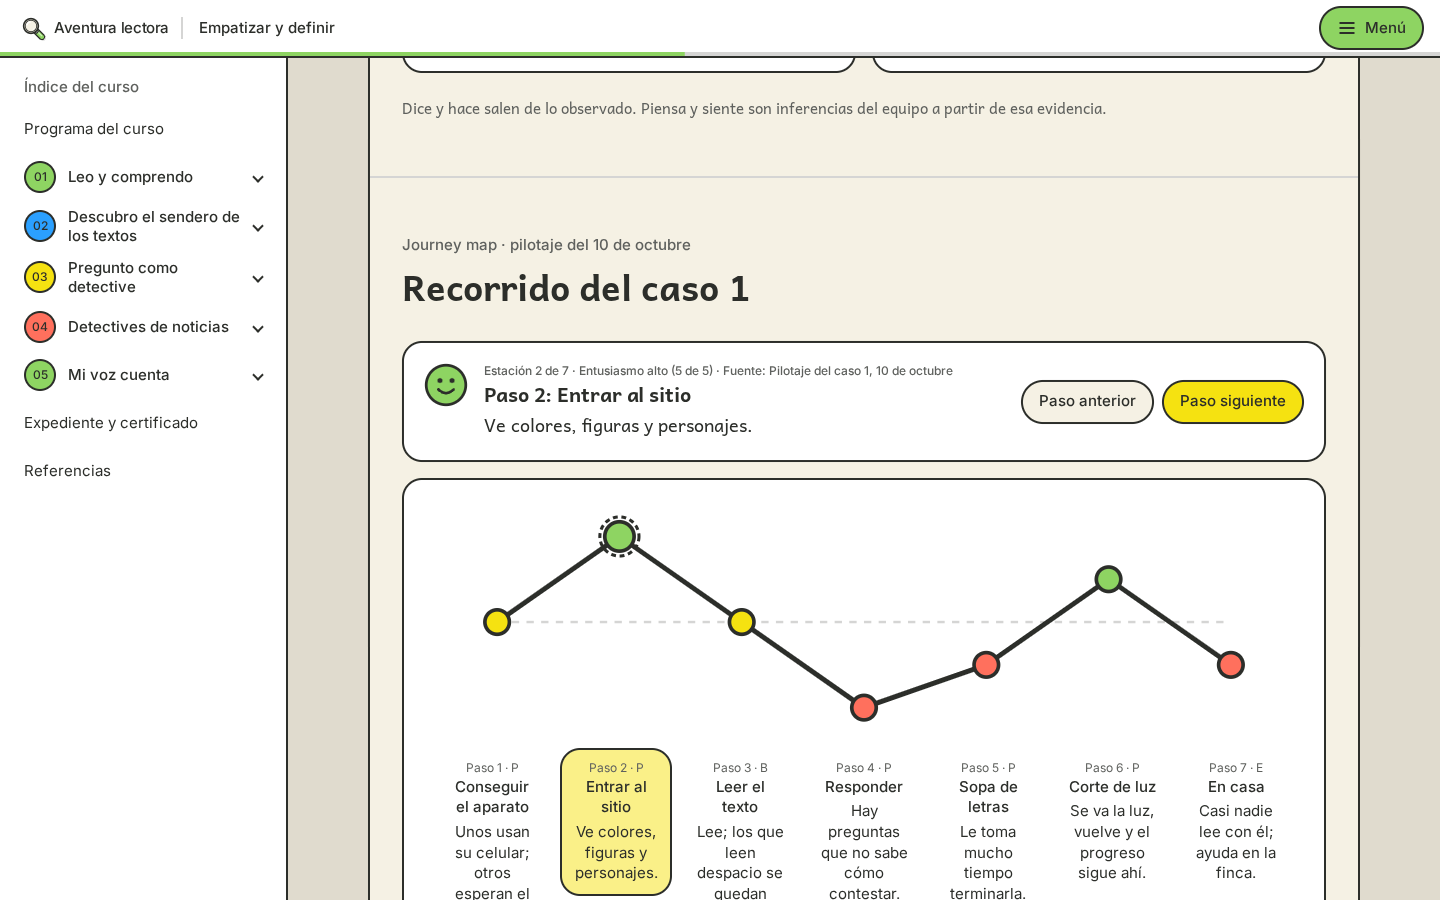 Aventura lectora
Empatizar y definir
Menú
Índice del curso
Programa del curso
01 Leo y comprendo
02 Descubro el sendero de
los textos
03 Pregunto como
detective
04 Detectives de noticias
05 Mi voz cuenta
Expediente y certificado
Referencias
Dice y hace salen de lo observado. Piensa y siente son inferencias del equipo a partir de esa evidencia.
Journey map · pilotaje del 10 de octubre
Recorrido del caso 1
Estación 2 de 7 · Entusiasmo alto (5 de 5) · Fuente: Pilotaje del caso 1, 10 de octubre
Paso 2: Entrar al sitio
Ve colores, figuras y personajes.
Paso anterior
Paso siguiente
Paso 1 · P
Conseguir
el aparato
Unos usan
su celular;
otros
esperan el
Paso 2 · P
Entrar al
sitio
Ve colores,
figuras y
personajes.
Paso 3 · B
Leer el
texto
Lee; los que
leen
despacio se
quedan
Paso 4 · P
Responder
Hay
preguntas
que no sabe
cómo
contestar.
Paso 5 · P
Sopa de
letras
Le toma
mucho
tiempo
terminarla.
Paso 6 · P
Corte de luz
Se va la luz,
vuelve y el
progreso
sigue ahí.
Paso 7 · E
En casa
Casi nadie
lee con él;
ayuda en la
finca.